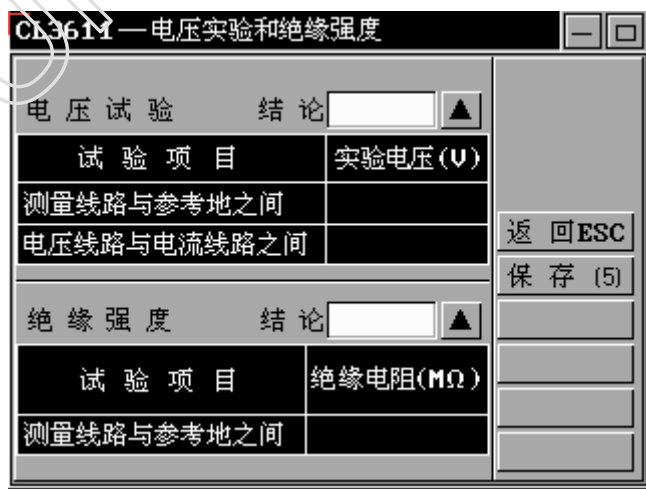 CL3611—电压实验和绝缘强度
电压试验 结论
试验项目 实验电压(V)
测量线路与参考地之间
电压线路与电流线路之间
返回ESC
保存 (5)
绝缘强度 结论
试验项目 绝缘电阻(MΩ)
测量线路与参考地之间